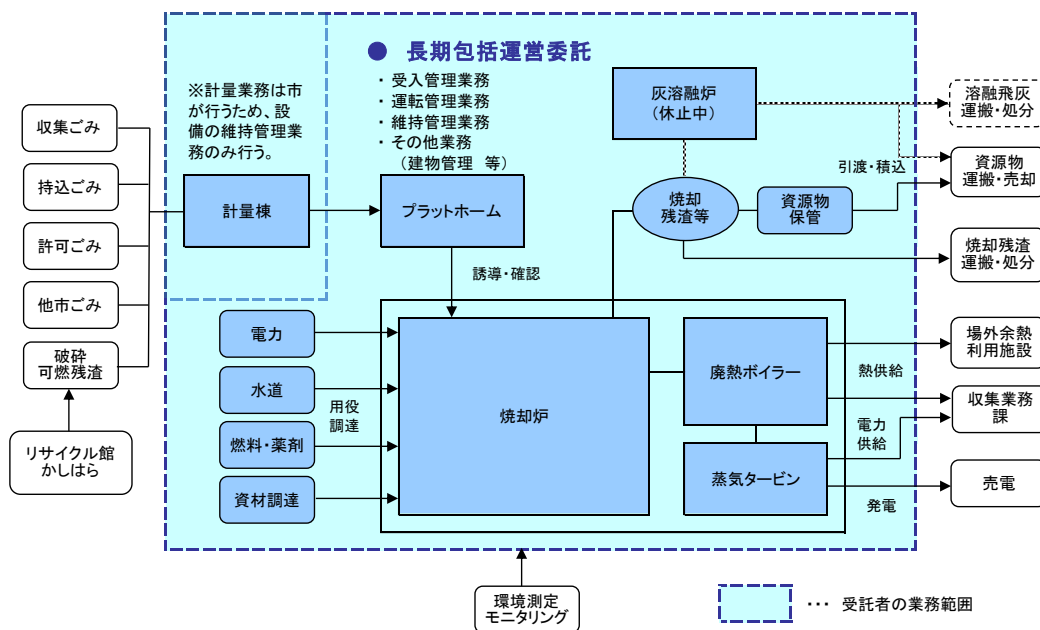 ● 長期包括運営委託
・ 受入管理業務
・ 運転管理業務
・ 維持管理業務
・ その他業務
（建物管理 等）
※計量業務は市
が行うため、設
備の維持管理業
務のみ行う。
収集ごみ
持込ごみ
許可ごみ
他市ごみ
破砕
可燃残渣
リサイクル館
かしはら
計量棟
プラットホーム
誘導・確認
灰溶融炉
（休止中）
焼却
残渣等
資源物
保管
引渡・積込
溶融飛灰
運搬・処分
資源物
運搬・売却
焼却残渣
運搬・処分
電力
水道
燃料・薬剤
資材調達
用役
調達
焼却炉
廃熱ボイラー
蒸気タービン
熱供給
電力
供給
発電
場外余熱
利用施設
収集業務
課
売電
環境測定
モニタリング
… 受託者の業務範囲